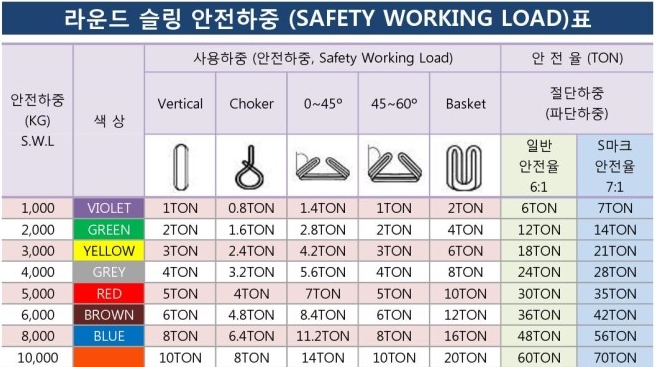 라운드 슬링 안전하중 (SAFETY WORKING LOAD)표
안전하중 (KG) S.W.L 색 상 사용하중 (안전하중, Safety Working Load) 안 전 율 (TON)
Vertical Choker 0~45º 45~60º Basket 절단하중 (파단하중)
일반 안전율 6:1 S마크 안전율 7:1
1,000 VIOLET 1TON 0.8TON 1.4TON 1TON 2TON 6TON 7TON
2,000 GREEN 2TON 1.6TON 2.8TON 2TON 4TON 12TON 14TON
3,000 YELLOW 3TON 2.4TON 4.2TON 3TON 6TON 18TON 21TON
4,000 GREY 4TON 3.2TON 5.6TON 4TON 8TON 24TON 28TON
5,000 RED 5TON 4TON 7TON 5TON 10TON 30TON 35TON
6,000 BROWN 6TON 4.8TON 8.4TON 6TON 12TON 36TON 42TON
8,000 BLUE 8TON 6.4TON 11.2TON 8TON 16TON 48TON 56TON
10,000 10TON 8TON 14TON 10TON 20TON 60TON 70TON